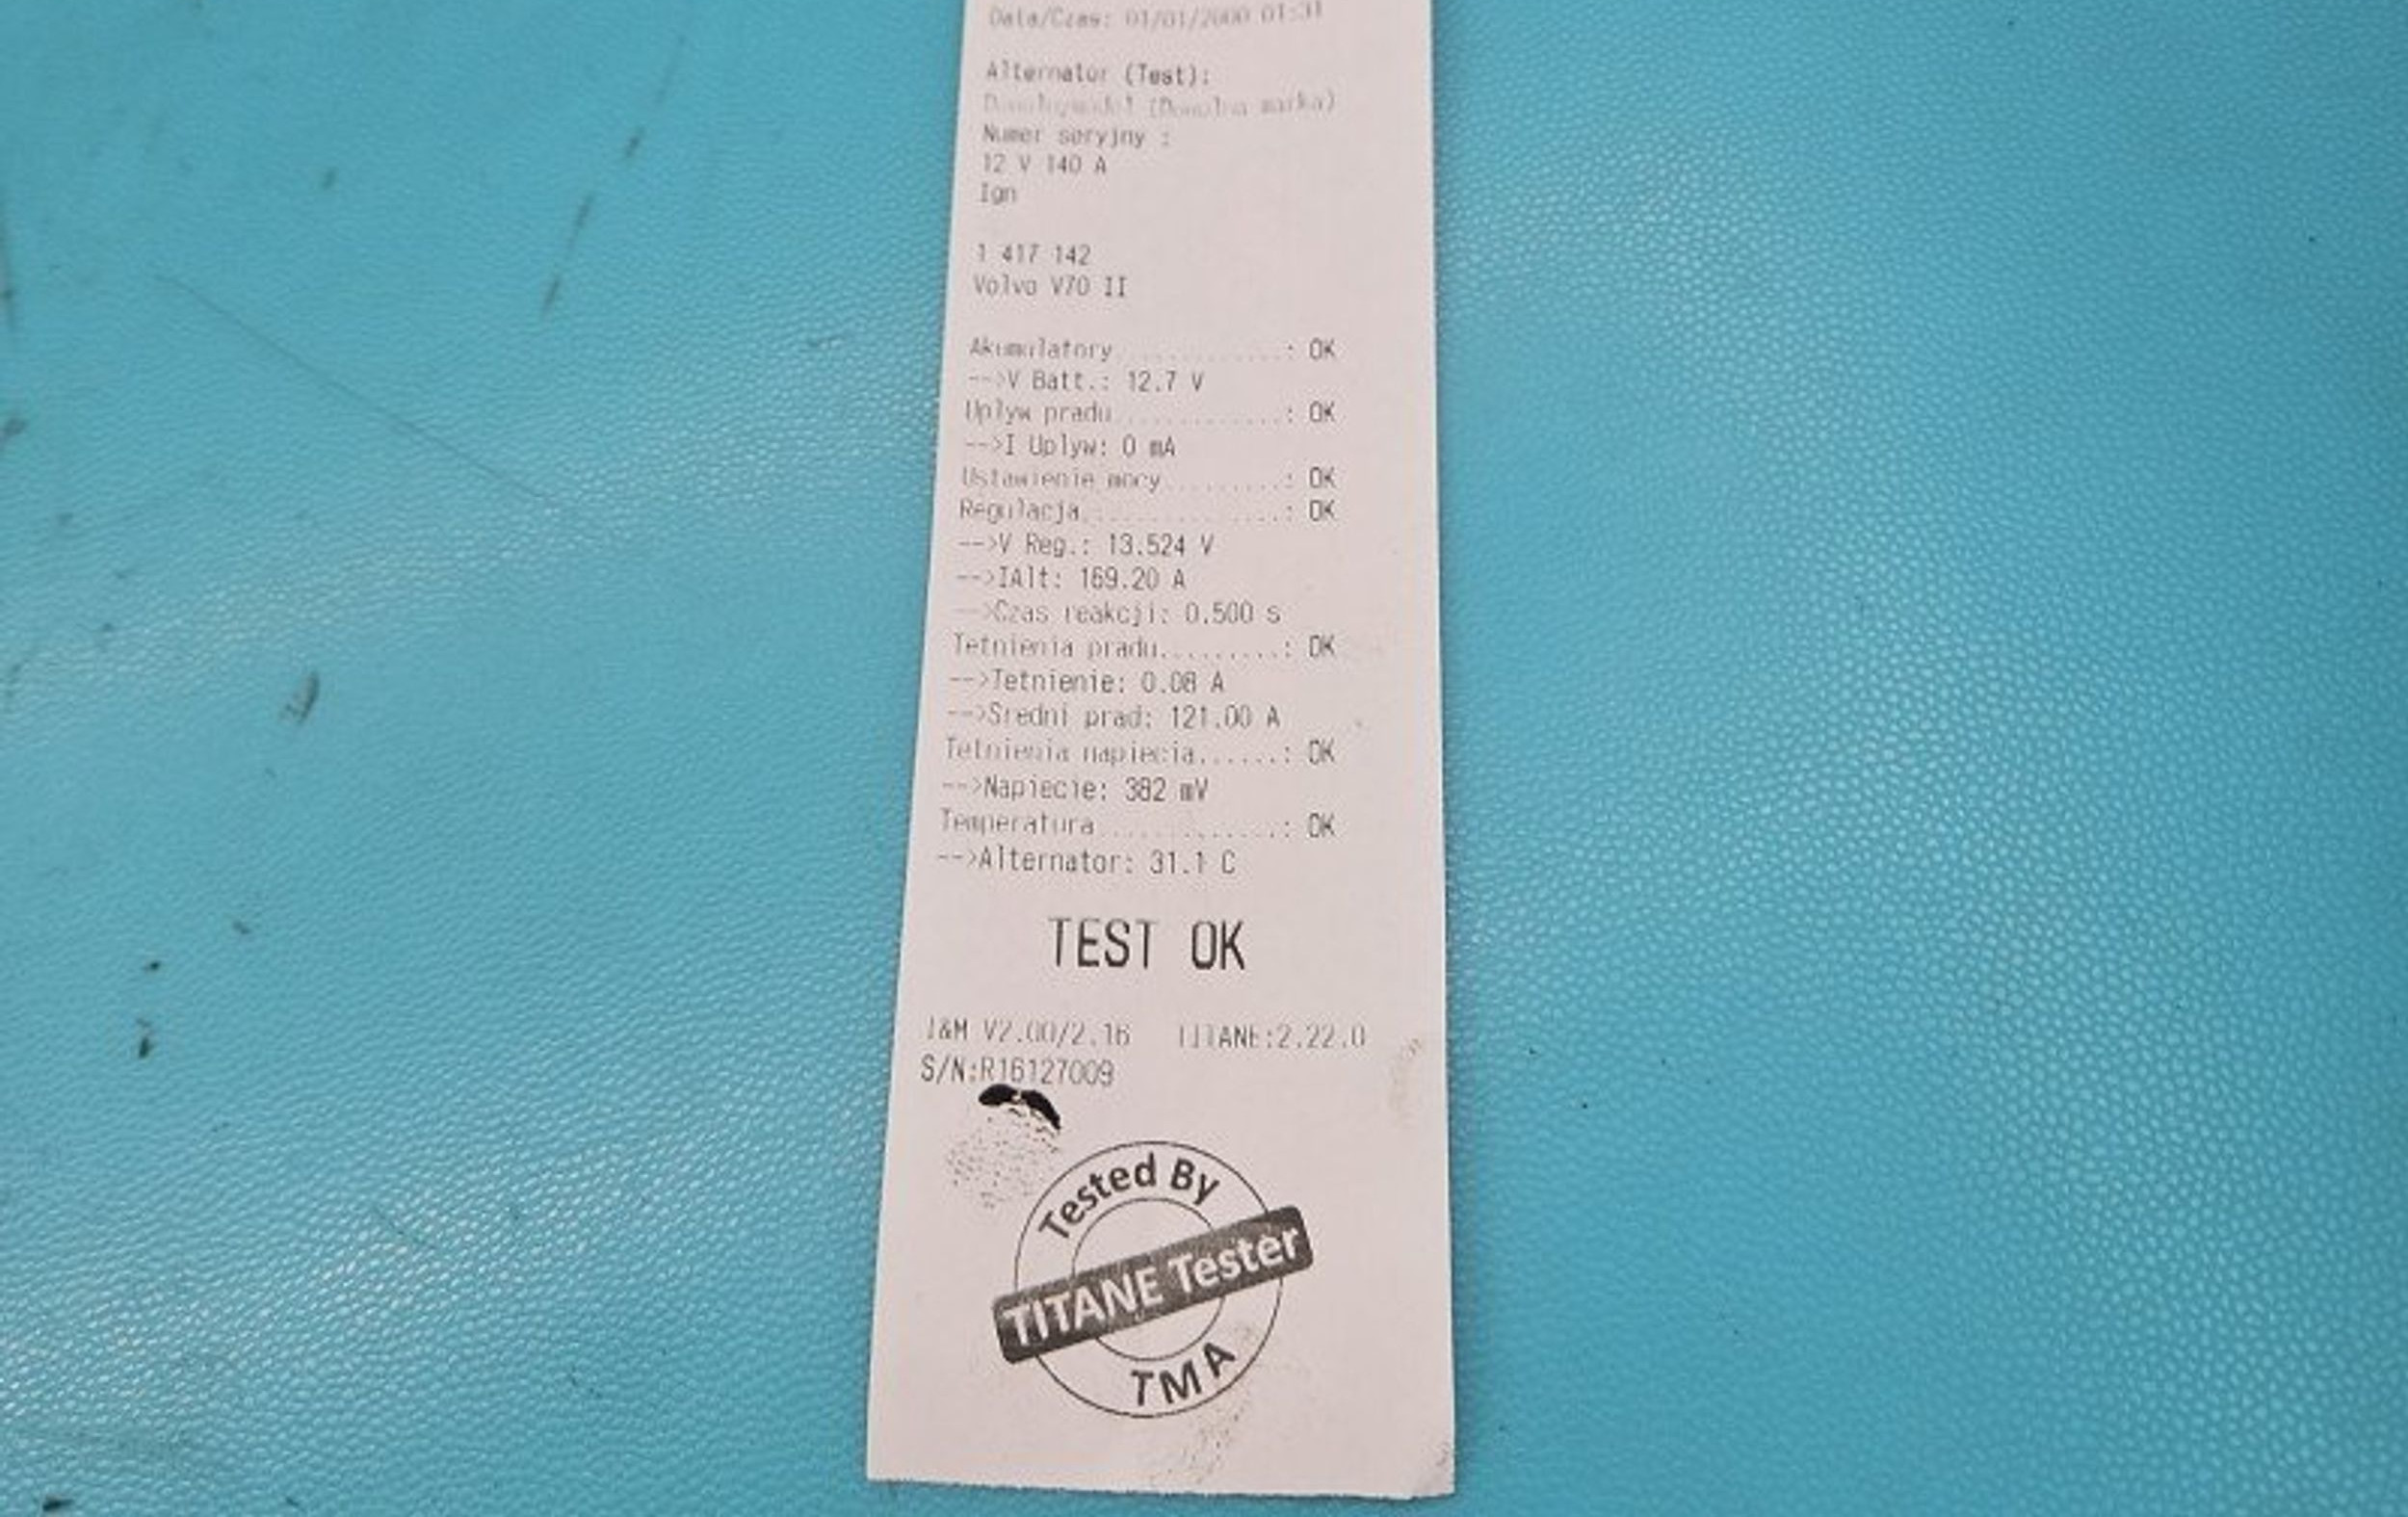 Data/Czas: 01/01/2000 01:31
Alternator (Test):
(Dowolna marka)
Numer seryjny :
12 V 140 A
Ign
1 417 142
Volvo V70 II
Akumulatory ............: OK
-->V Batt.: 12.7 V
Uplyw pradu ............: OK
-->I Uplyw: 0 mA
Ustawienie mocy.........: OK
Regulacja...............: OK
-->V Reg.: 13.524 V
-->IAlt: 169.20 A
-->Czas reakcji: 0.500 s
Tetnienia pradu.........: OK
-->Tetnienie: 0.08 A
-->Sredni prad: 121.00 A
Tetnienia napiecia......: OK
-->Napiecie: 382 mV
Temperatura ............: OK
-->Alternator: 31.1 C
TEST OK
I&M V2.00/2.16 TITANE:2.22.0
S/N:R16127009
Tested By
TITANE Tester
TMA